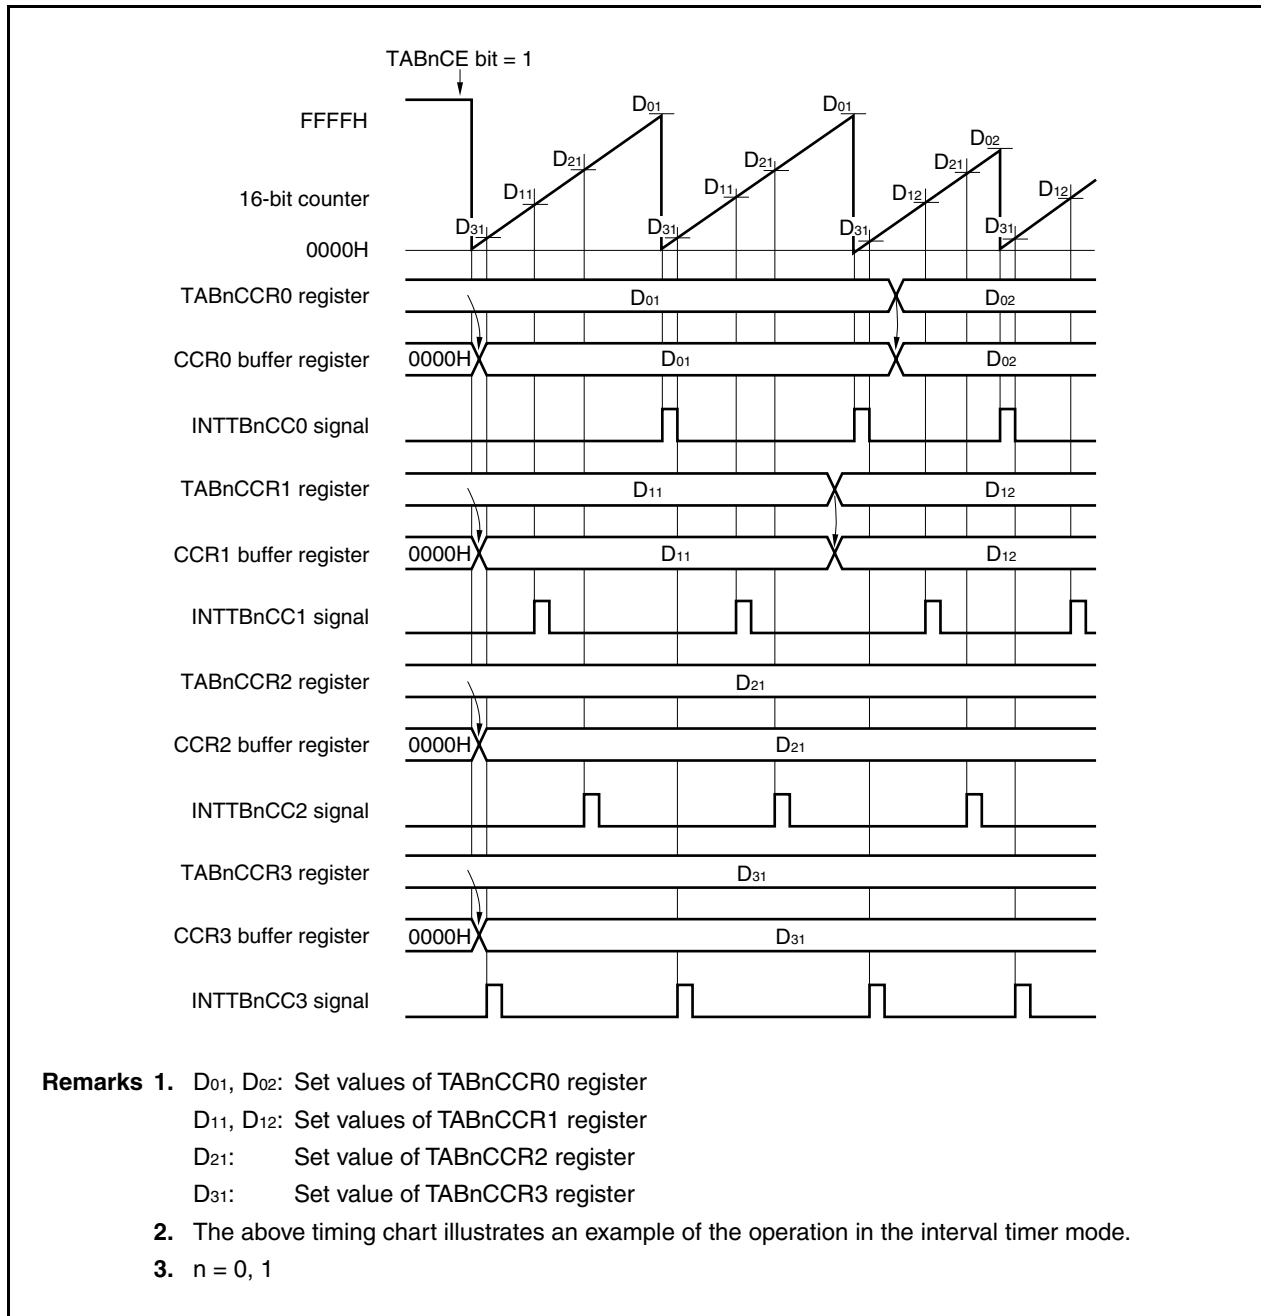 TABnCE bit = 1
FFFFH
D01 D01
D02
D21 D21 D21
16-bit counter
D11 D11 D12 D12
D31 D31 D31 D31
0000H
TABnCCR0 register D01 D02
CCR0 buffer register 0000H D01 D02
INTTBnCC0 signal
TABnCCR1 register D11 D12
CCR1 buffer register 0000H D11 D12
INTTBnCC1 signal
TABnCCR2 register D21
CCR2 buffer register 0000H D21
INTTBnCC2 signal
TABnCCR3 register D31
CCR3 buffer register 0000H D31
INTTBnCC3 signal
Remarks 1. D01, D02: Set values of TABnCCR0 register
D11, D12: Set values of TABnCCR1 register
D21: Set value of TABnCCR2 register
D31: Set value of TABnCCR3 register
2. The above timing chart illustrates an example of the operation in the interval timer mode.
3. n = 0, 1